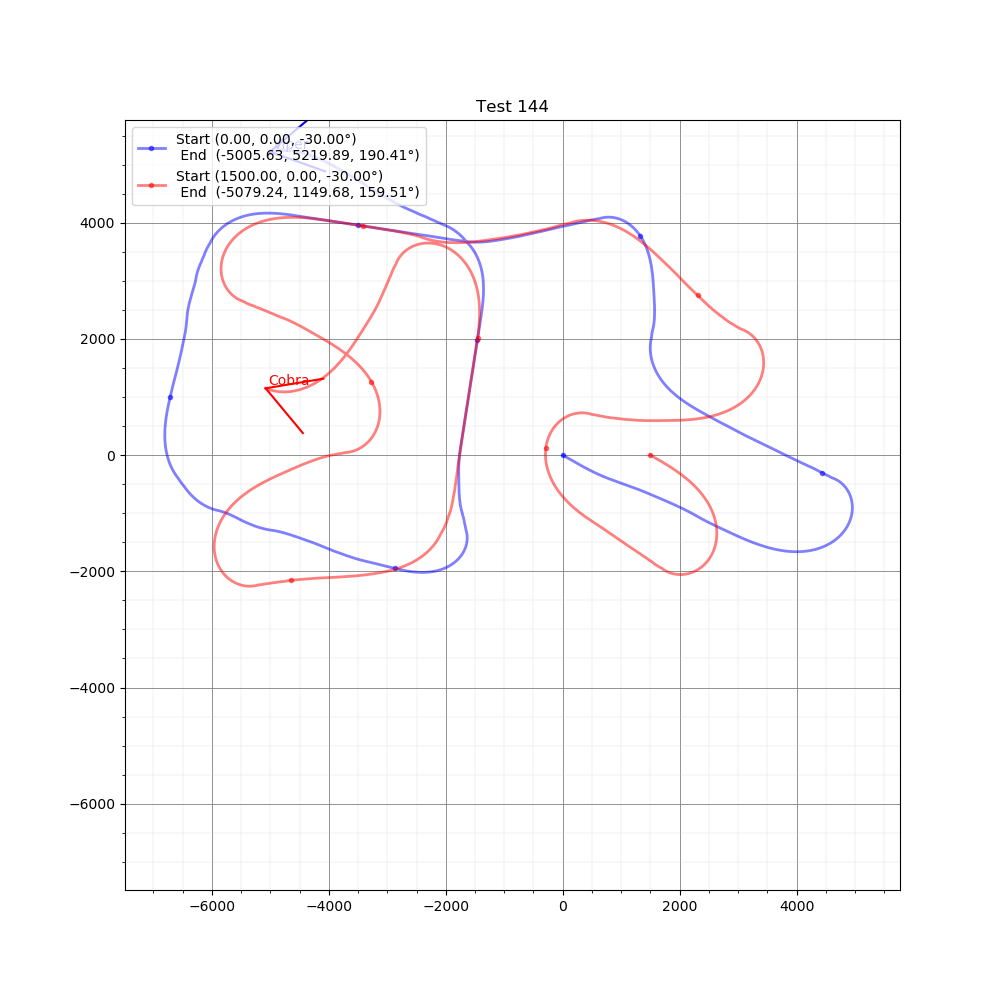 Test 144
Start (0.00, 0.00, -30.00°)
End  (-5005.63, 5219.89, 190.41°)
Start (1500.00, 0.00, -30.00°)
End  (-5079.24, 1149.68, 159.51°)
4000
2000
Cobra
0
−2000
−4000
−6000
−6000 −4000 −2000 0 2000 4000